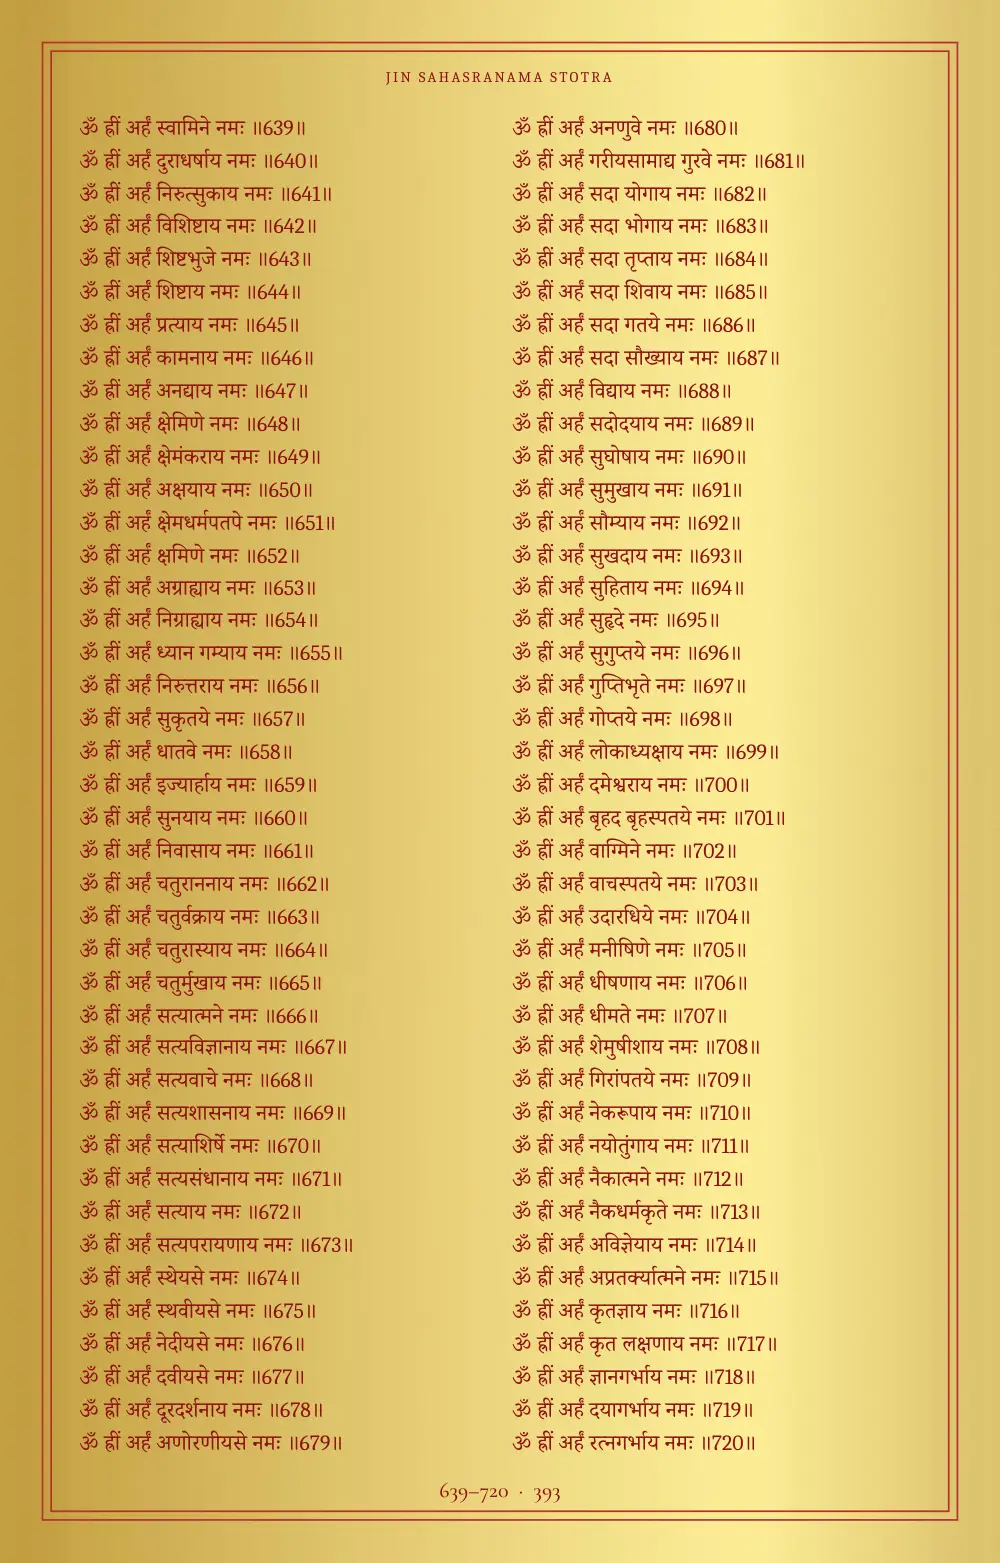 JIN SAHASRANAMA STOTRA
ॐ ह्रीं अर्हं स्वामिने नमः ॥639॥
ॐ ह्रीं अर्हं दुराधर्षाय नमः ॥640॥
ॐ ह्रीं अर्हं निरुत्सुकाय नमः ॥641॥
ॐ ह्रीं अर्हं विशिष्टाय नमः ॥642॥
ॐ ह्रीं अर्हं शिष्टभुजे नमः ॥643॥
ॐ ह्रीं अर्हं शिष्टाय नमः ॥644॥
ॐ ह्रीं अर्हं प्रत्याय नमः ॥645॥
ॐ ह्रीं अर्हं कामनाय नमः ॥646॥
ॐ ह्रीं अर्हं अनद्याय नमः ॥647॥
ॐ ह्रीं अर्हं क्षेमिणे नमः ॥648॥
ॐ ह्रीं अर्हं क्षेमंकराय नमः ॥649॥
ॐ ह्रीं अर्हं अक्षयाय नमः ॥650॥
ॐ ह्रीं अर्हं क्षेमधर्मपतपे नमः ॥651॥
ॐ ह्रीं अर्हं क्षमिणे नमः ॥652॥
ॐ ह्रीं अर्हं अग्राह्याय नमः ॥653॥
ॐ ह्रीं अर्हं निग्राह्याय नमः ॥654॥
ॐ ह्रीं अर्हं ध्यान गम्याय नमः ॥655॥
ॐ ह्रीं अर्हं निरुत्तराय नमः ॥656॥
ॐ ह्रीं अर्हं सुकृतये नमः ॥657॥
ॐ ह्रीं अर्हं धातवे नमः ॥658॥
ॐ ह्रीं अर्हं इज्यार्हाय नमः ॥659॥
ॐ ह्रीं अर्हं सुनयाय नमः ॥660॥
ॐ ह्रीं अर्हं निवासाय नमः ॥661॥
ॐ ह्रीं अर्हं चतुराननाय नमः ॥662॥
ॐ ह्रीं अर्हं चतुर्वक्राय नमः ॥663॥
ॐ ह्रीं अर्हं चतुरास्याय नमः ॥664॥
ॐ ह्रीं अर्हं चतुर्मुखाय नमः ॥665॥
ॐ ह्रीं अर्हं सत्यात्मने नमः ॥666॥
ॐ ह्रीं अर्हं सत्यविज्ञानाय नमः ॥667॥
ॐ ह्रीं अर्हं सत्यवाचे नमः ॥668॥
ॐ ह्रीं अर्हं सत्यशासनाय नमः ॥669॥
ॐ ह्रीं अर्हं सत्याशिर्षे नमः ॥670॥
ॐ ह्रीं अर्हं सत्यसंधानाय नमः ॥671॥
ॐ ह्रीं अर्हं सत्याय नमः ॥672॥
ॐ ह्रीं अर्हं सत्यपरायणाय नमः ॥673॥
ॐ ह्रीं अर्हं स्थेयसे नमः ॥674॥
ॐ ह्रीं अर्हं स्थवीयसे नमः ॥675॥
ॐ ह्रीं अर्हं नेदीयसे नमः ॥676॥
ॐ ह्रीं अर्हं दवीयसे नमः ॥677॥
ॐ ह्रीं अर्हं दूरदर्शनाय नमः ॥678॥
ॐ ह्रीं अर्हं अणोरणीयसे नमः ॥679॥
ॐ ह्रीं अर्हं अनणुवे नमः ॥680॥
ॐ ह्रीं अर्हं गरीयसामाद्य गुरवे नमः ॥681॥
ॐ ह्रीं अर्हं सदा योगाय नमः ॥682॥
ॐ ह्रीं अर्हं सदा भोगाय नमः ॥683॥
ॐ ह्रीं अर्हं सदा तृप्ताय नमः ॥684॥
ॐ ह्रीं अर्हं सदा शिवाय नमः ॥685॥
ॐ ह्रीं अर्हं सदा गतये नमः ॥686॥
ॐ ह्रीं अर्हं सदा सौख्याय नमः ॥687॥
ॐ ह्रीं अर्हं विद्याय नमः ॥688॥
ॐ ह्रीं अर्हं सदोदयाय नमः ॥689॥
ॐ ह्रीं अर्हं सुघोषाय नमः ॥690॥
ॐ ह्रीं अर्हं सुमुखाय नमः ॥691॥
ॐ ह्रीं अर्हं सौम्याय नमः ॥692॥
ॐ ह्रीं अर्हं सुखदाय नमः ॥693॥
ॐ ह्रीं अर्हं सुहिताय नमः ॥694॥
ॐ ह्रीं अर्हं सुहृदे नमः ॥695॥
ॐ ह्रीं अर्हं सुगुप्तये नमः ॥696॥
ॐ ह्रीं अर्हं गुप्तिभृते नमः ॥697॥
ॐ ह्रीं अर्हं गोप्तये नमः ॥698॥
ॐ ह्रीं अर्हं लोकाध्यक्षाय नमः ॥699॥
ॐ ह्रीं अर्हं दमेश्वराय नमः ॥700॥
ॐ ह्रीं अर्हं बृहद बृहस्पतये नमः ॥701॥
ॐ ह्रीं अर्हं वाग्मिने नमः ॥702॥
ॐ ह्रीं अर्हं वाचस्पतये नमः ॥703॥
ॐ ह्रीं अर्हं उदारधिये नमः ॥704॥
ॐ ह्रीं अर्हं मनीषिणे नमः ॥705॥
ॐ ह्रीं अर्हं धीषणाय नमः ॥706॥
ॐ ह्रीं अर्हं धीमते नमः ॥707॥
ॐ ह्रीं अर्हं शेमुषीशाय नमः ॥708॥
ॐ ह्रीं अर्हं गिरांपतये नमः ॥709॥
ॐ ह्रीं अर्हं नेकरूपाय नमः ॥710॥
ॐ ह्रीं अर्हं नयोतुंगाय नमः ॥711॥
ॐ ह्रीं अर्हं नैकात्मने नमः ॥712॥
ॐ ह्रीं अर्हं नैकधर्मकृते नमः ॥713॥
ॐ ह्रीं अर्हं अविज्ञेयाय नमः ॥714॥
ॐ ह्रीं अर्हं अप्रतर्क्यात्मने नमः ॥715॥
ॐ ह्रीं अर्हं कृतज्ञाय नमः ॥716॥
ॐ ह्रीं अर्हं कृत लक्षणाय नमः ॥717॥
ॐ ह्रीं अर्हं ज्ञानगर्भाय नमः ॥718॥
ॐ ह्रीं अर्हं दयागर्भाय नमः ॥719॥
ॐ ह्रीं अर्हं रत्नगर्भाय नमः ॥720॥
639–720 · 393